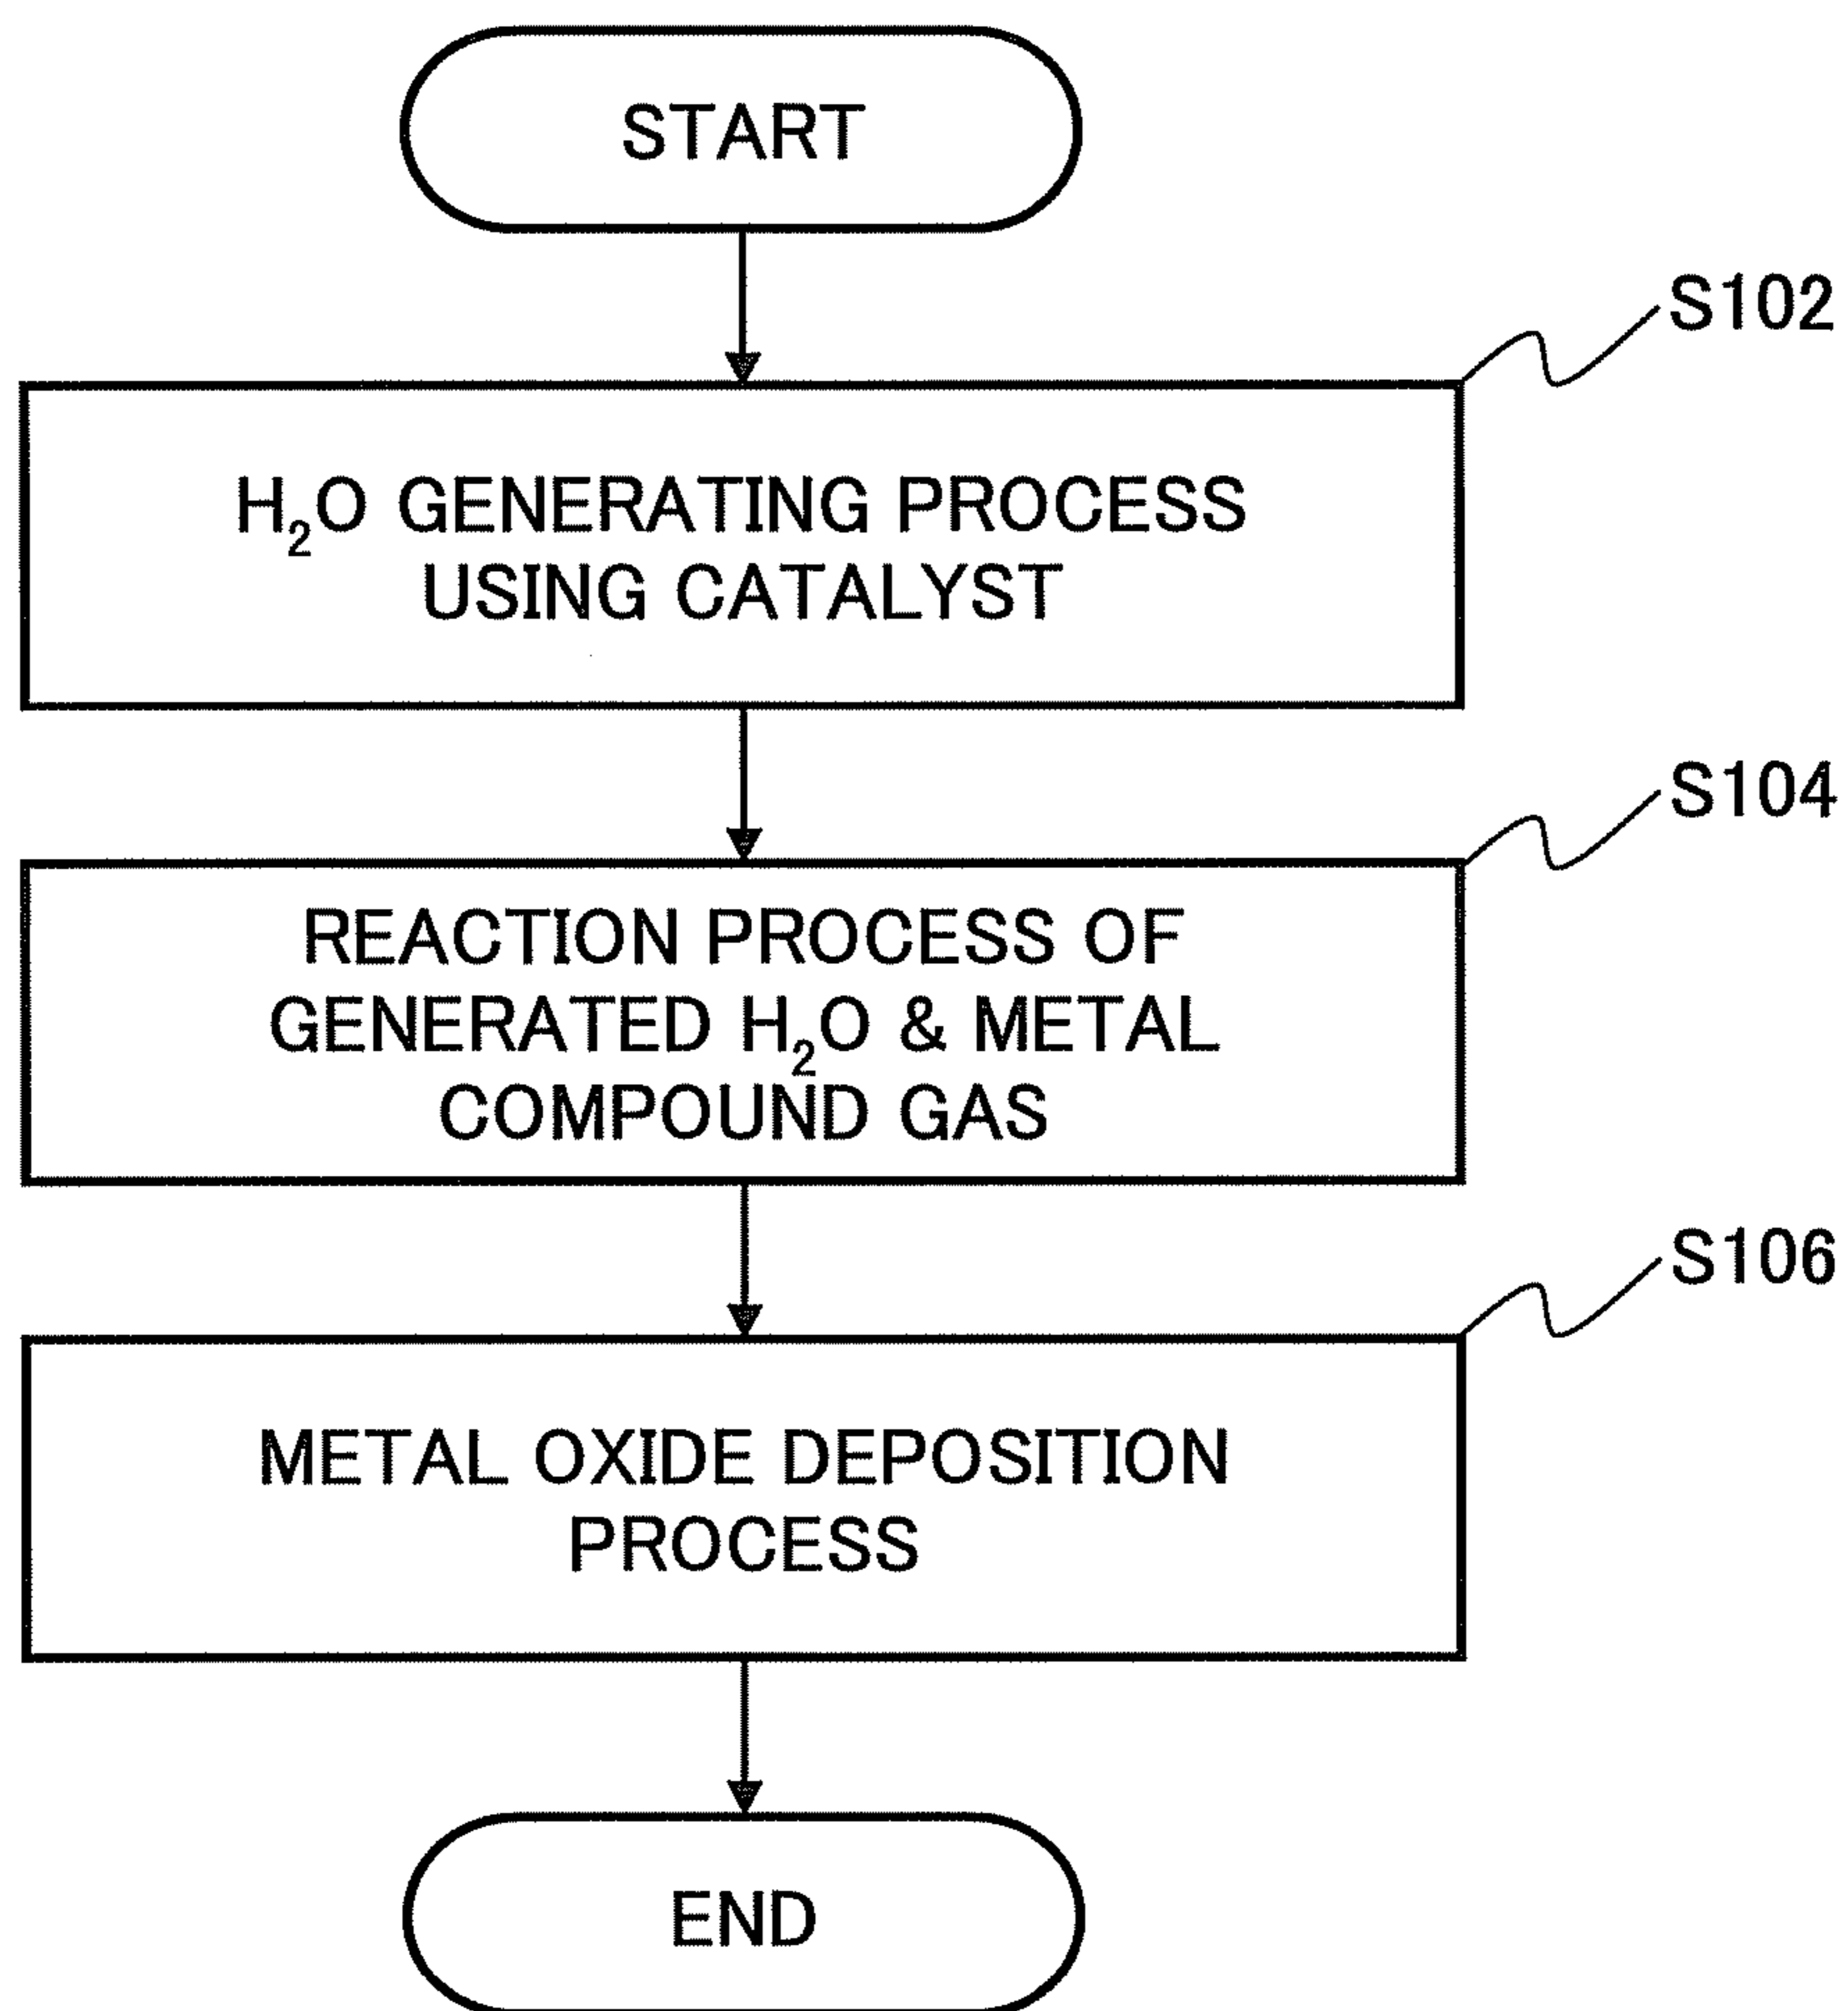 START
S102
H₂O GENERATING PROCESS
USING CATALYST
S104
REACTION PROCESS OF
GENERATED H₂O & METAL
COMPOUND GAS
S106
METAL OXIDE DEPOSITION
PROCESS
END